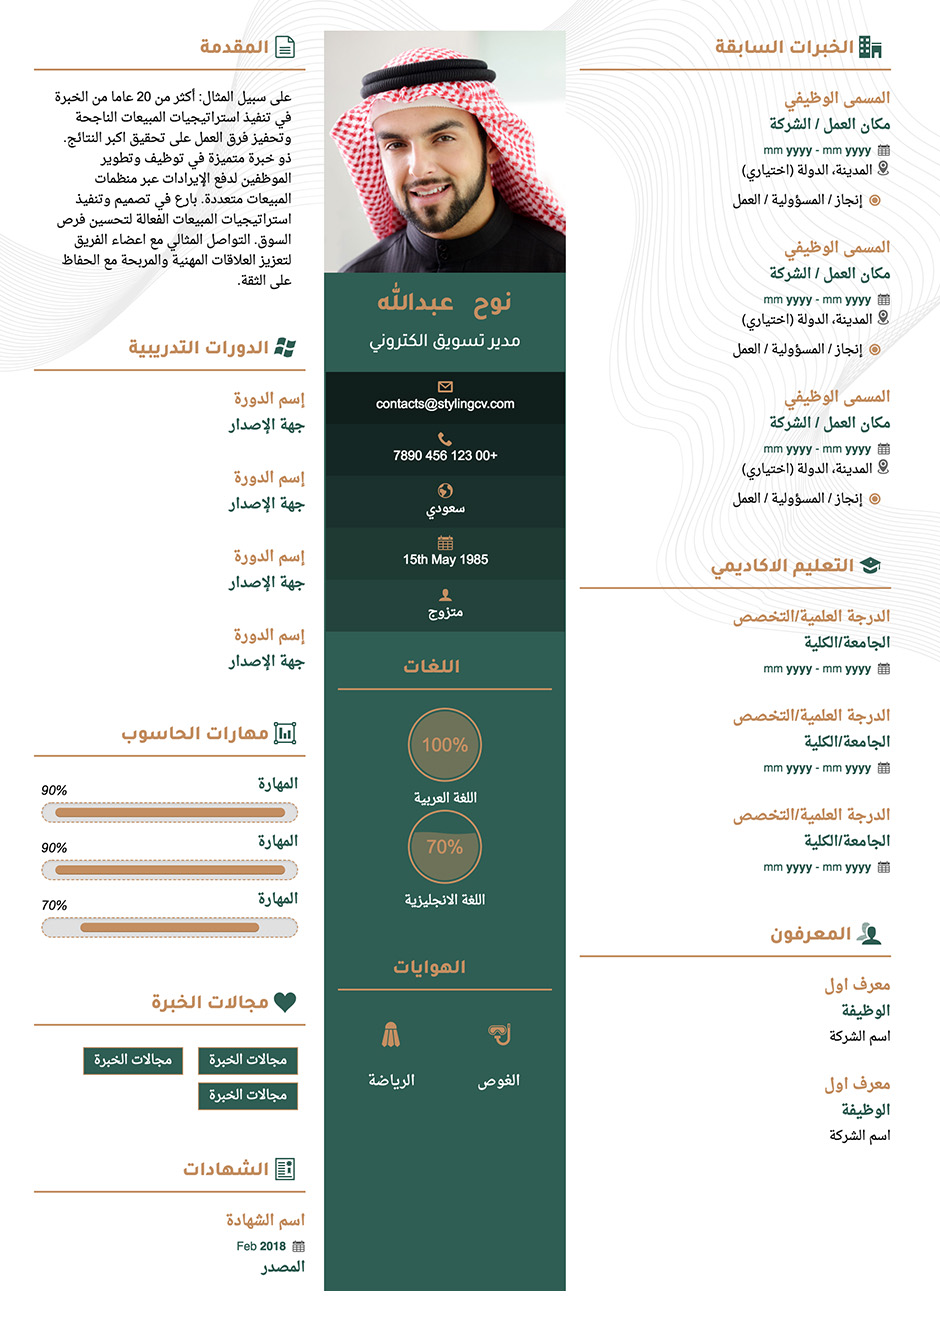 الخبرات السابقة
المسمى الوظيفي
مكان العمل / الشركة
mm yyyy - mm yyyy
المدينة، الدولة (اختياري)
إنجاز / المسؤولية / العمل
المسمى الوظيفي
مكان العمل / الشركة
mm yyyy - mm yyyy
المدينة، الدولة (اختياري)
إنجاز / المسؤولية / العمل
المسمى الوظيفي
مكان العمل / الشركة
mm yyyy - mm yyyy
المدينة، الدولة (اختياري)
إنجاز / المسؤولية / العمل
التعليم الاكاديمي
الدرجة العلمية/التخصص
الجامعة/الكلية
mm yyyy - mm yyyy
الدرجة العلمية/التخصص
الجامعة/الكلية
mm yyyy - mm yyyy
الدرجة العلمية/التخصص
الجامعة/الكلية
mm yyyy - mm yyyy
المعرفون
معرف اول
الوظيفة
اسم الشركة
معرف اول
الوظيفة
اسم الشركة
نوح عبدالله
مدير تسويق الكتروني
contacts@stylingcv.com
7890 456 123 00+
سعودي
15th May 1985
متزوج
اللغات
100%
اللغة العربية
70%
اللغة الانجليزية
الهوايات
الغوص
الرياضة
المقدمة
على سبيل المثال: أكثر من 20 عاما من الخبرة
في تنفيذ استراتيجيات المبيعات الناجحة
وتحفيز فرق العمل على تحقيق اكبر النتائج.
ذو خبرة متميزة في توظيف وتطوير
الموظفين لدفع الإيرادات عبر منظمات
المبيعات متعددة. بارع في تصميم وتنفيذ
استراتيجيات المبيعات الفعالة لتحسين فرص
السوق. التواصل المثالي مع اعضاء الفريق
لتعزيز العلاقات المهنية والمربحة مع الحفاظ
على الثقة.
الدورات التدريبية
إسم الدورة
جهة الإصدار
إسم الدورة
جهة الإصدار
إسم الدورة
جهة الإصدار
إسم الدورة
جهة الإصدار
مهارات الحاسوب
المهارة
90%
المهارة
90%
المهارة
70%
مجالات الخبرة
مجالات الخبرة
مجالات الخبرة
مجالات الخبرة
الشهادات
اسم الشهادة
Feb 2018
المصدر